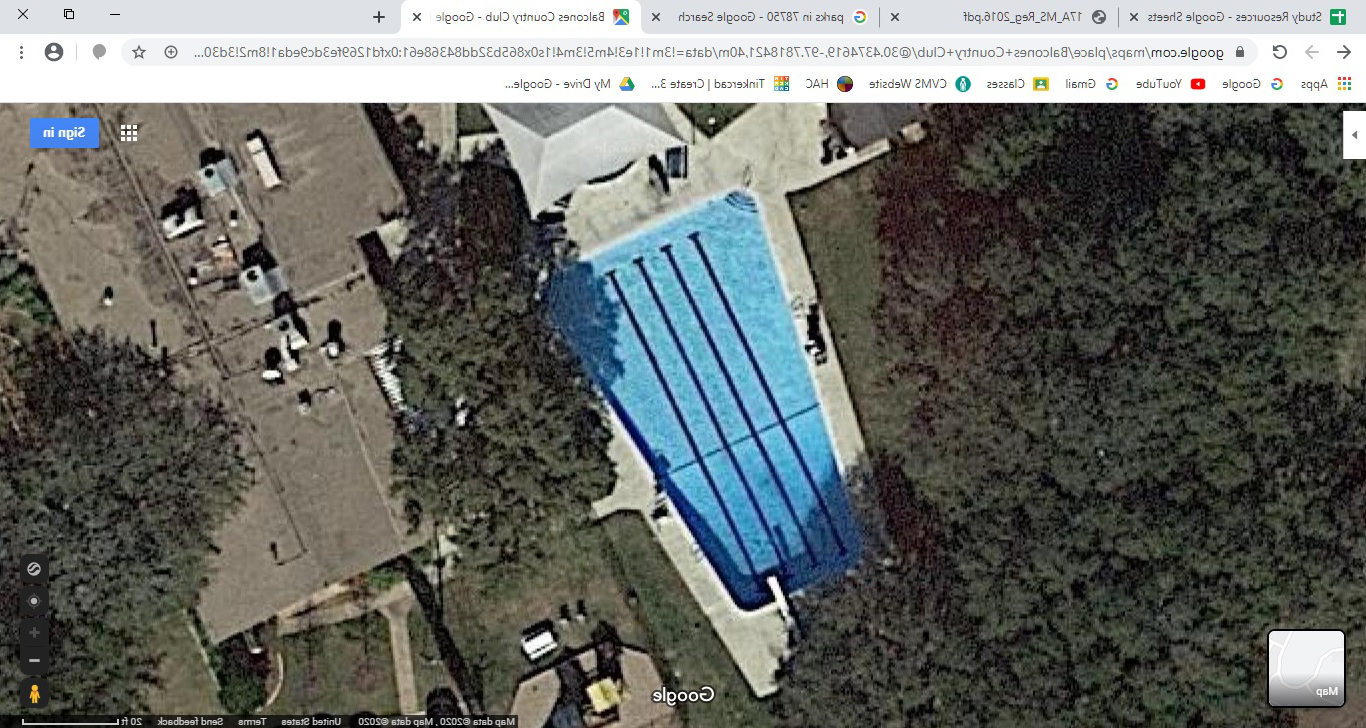 Study Resources - Google Sheets
17A_MS_Reg_2016.pdf
parks in 78750 - Google Search
Balcones Country Club - Google
google.com/maps/place/Balcones+Country+Club/@30.4374619,-97.7818421,40m/data=!3m1!1e3!4m5!3m4!1s0x865b32dd84368e61:0xfd126f9fe3dc9eda!8m2!3d30...
Apps Google YouTube Gmail Classes CVMS Website HAC Tinkercad | Create 3... My Drive - Google...
Sign in
Map
Google
Map data ©2020 , Map data ©2020 United States Terms Send feedback 20 ft